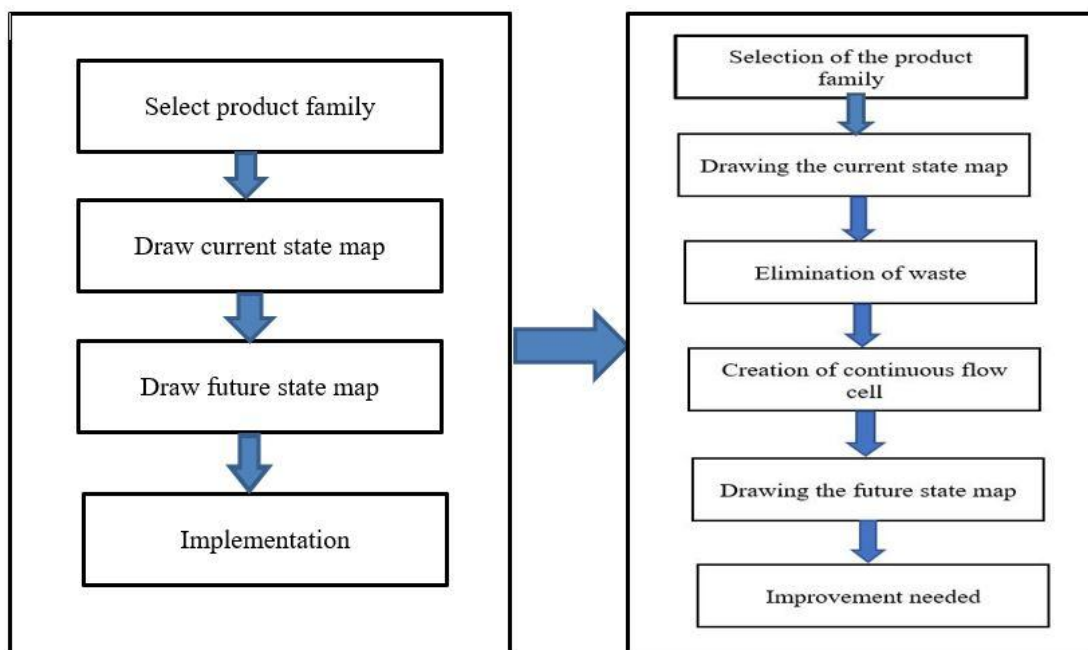 Select product family
Draw current state map
Draw future state map
Implementation
Selection of the product
family
Drawing the current state map
Elimination of waste
Creation of continuous flow
cell
Drawing the future state map
Improvement needed